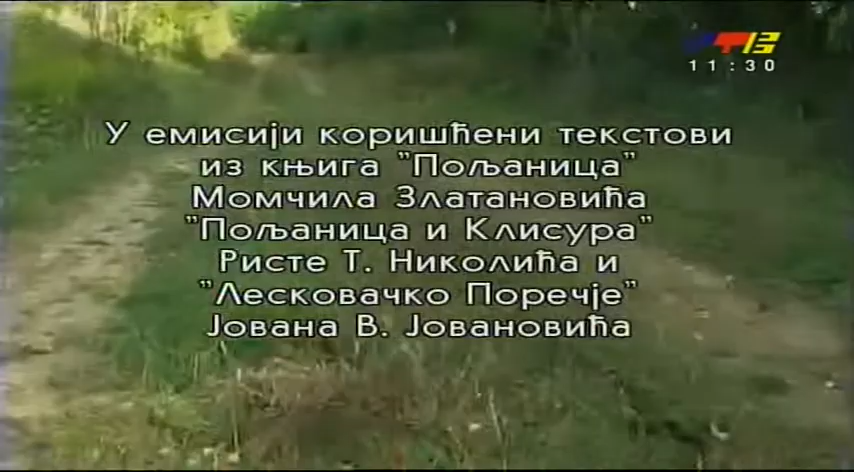 11:30
У емисији коришћени текстови
из књига "Пољаница"
Момчила Златановића
"Пољаница и Клисура"
Ристе Т. Николића и
"Лесковачко Поречје"
Јована В. Јовановића